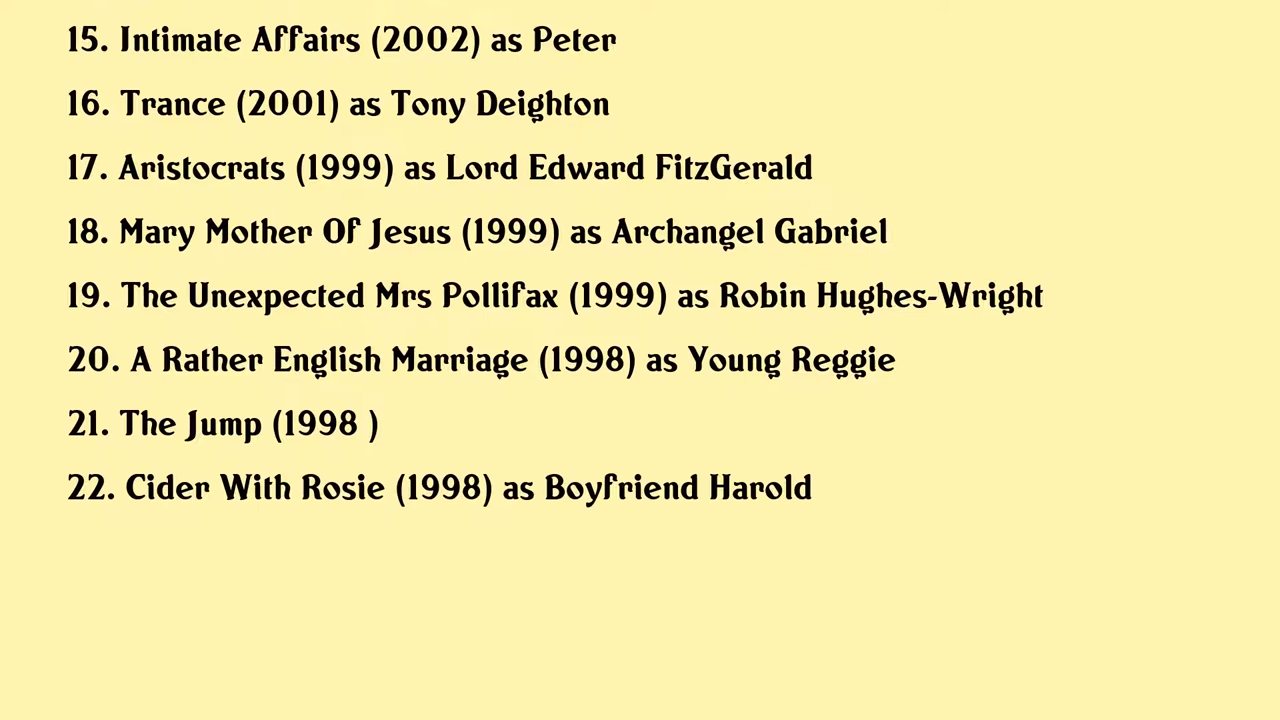 15. Intimate Affairs (2002) as Peter
16. Trance (2001) as Tony Deighton
17. Aristocrats (1999) as Lord Edward FitzGerald
18. Mary Mother Of Jesus (1999) as Archangel Gabriel
19. The Unexpected Mrs Pollifax (1999) as Robin Hughes-Wright
20. A Rather English Marriage (1998) as Young Reggie
21. The Jump (1998 )
22. Cider With Rosie (1998) as Boyfriend Harold